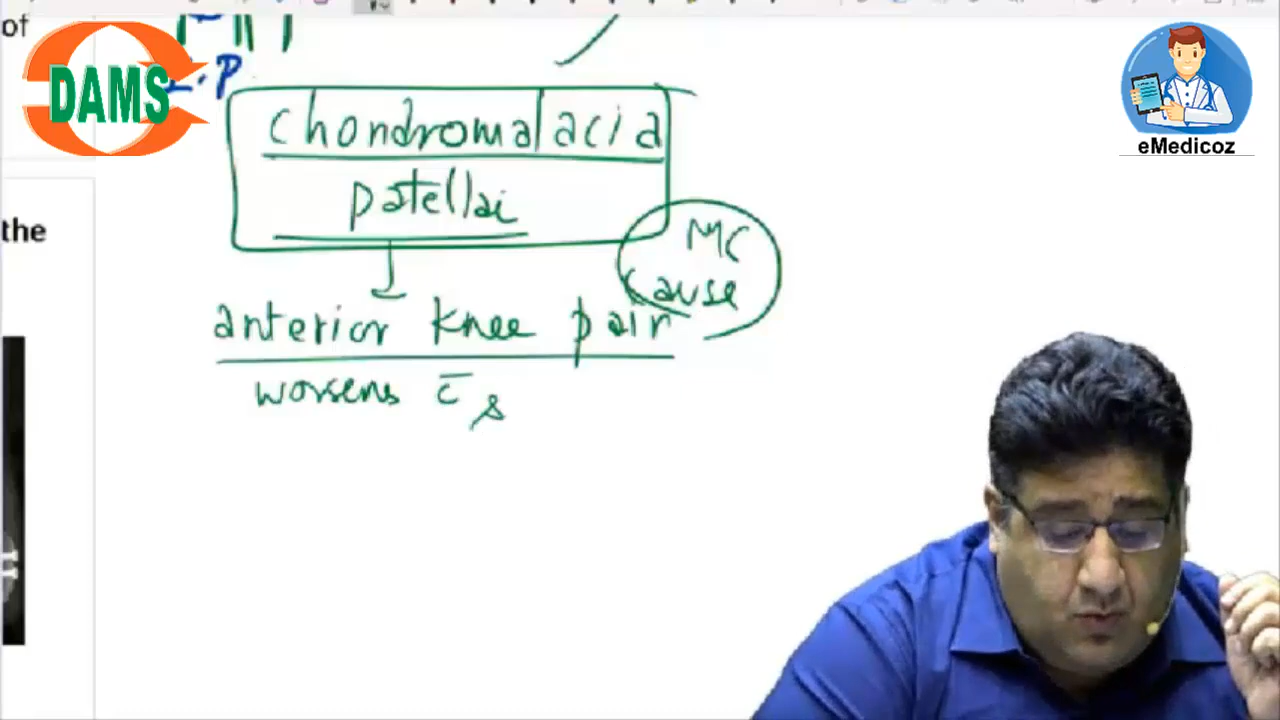 of
DAMS
I.P.
chondromalacia
patellai
MC
cause
the
anterior knee pain
worsens c̄ s
eMedicoz